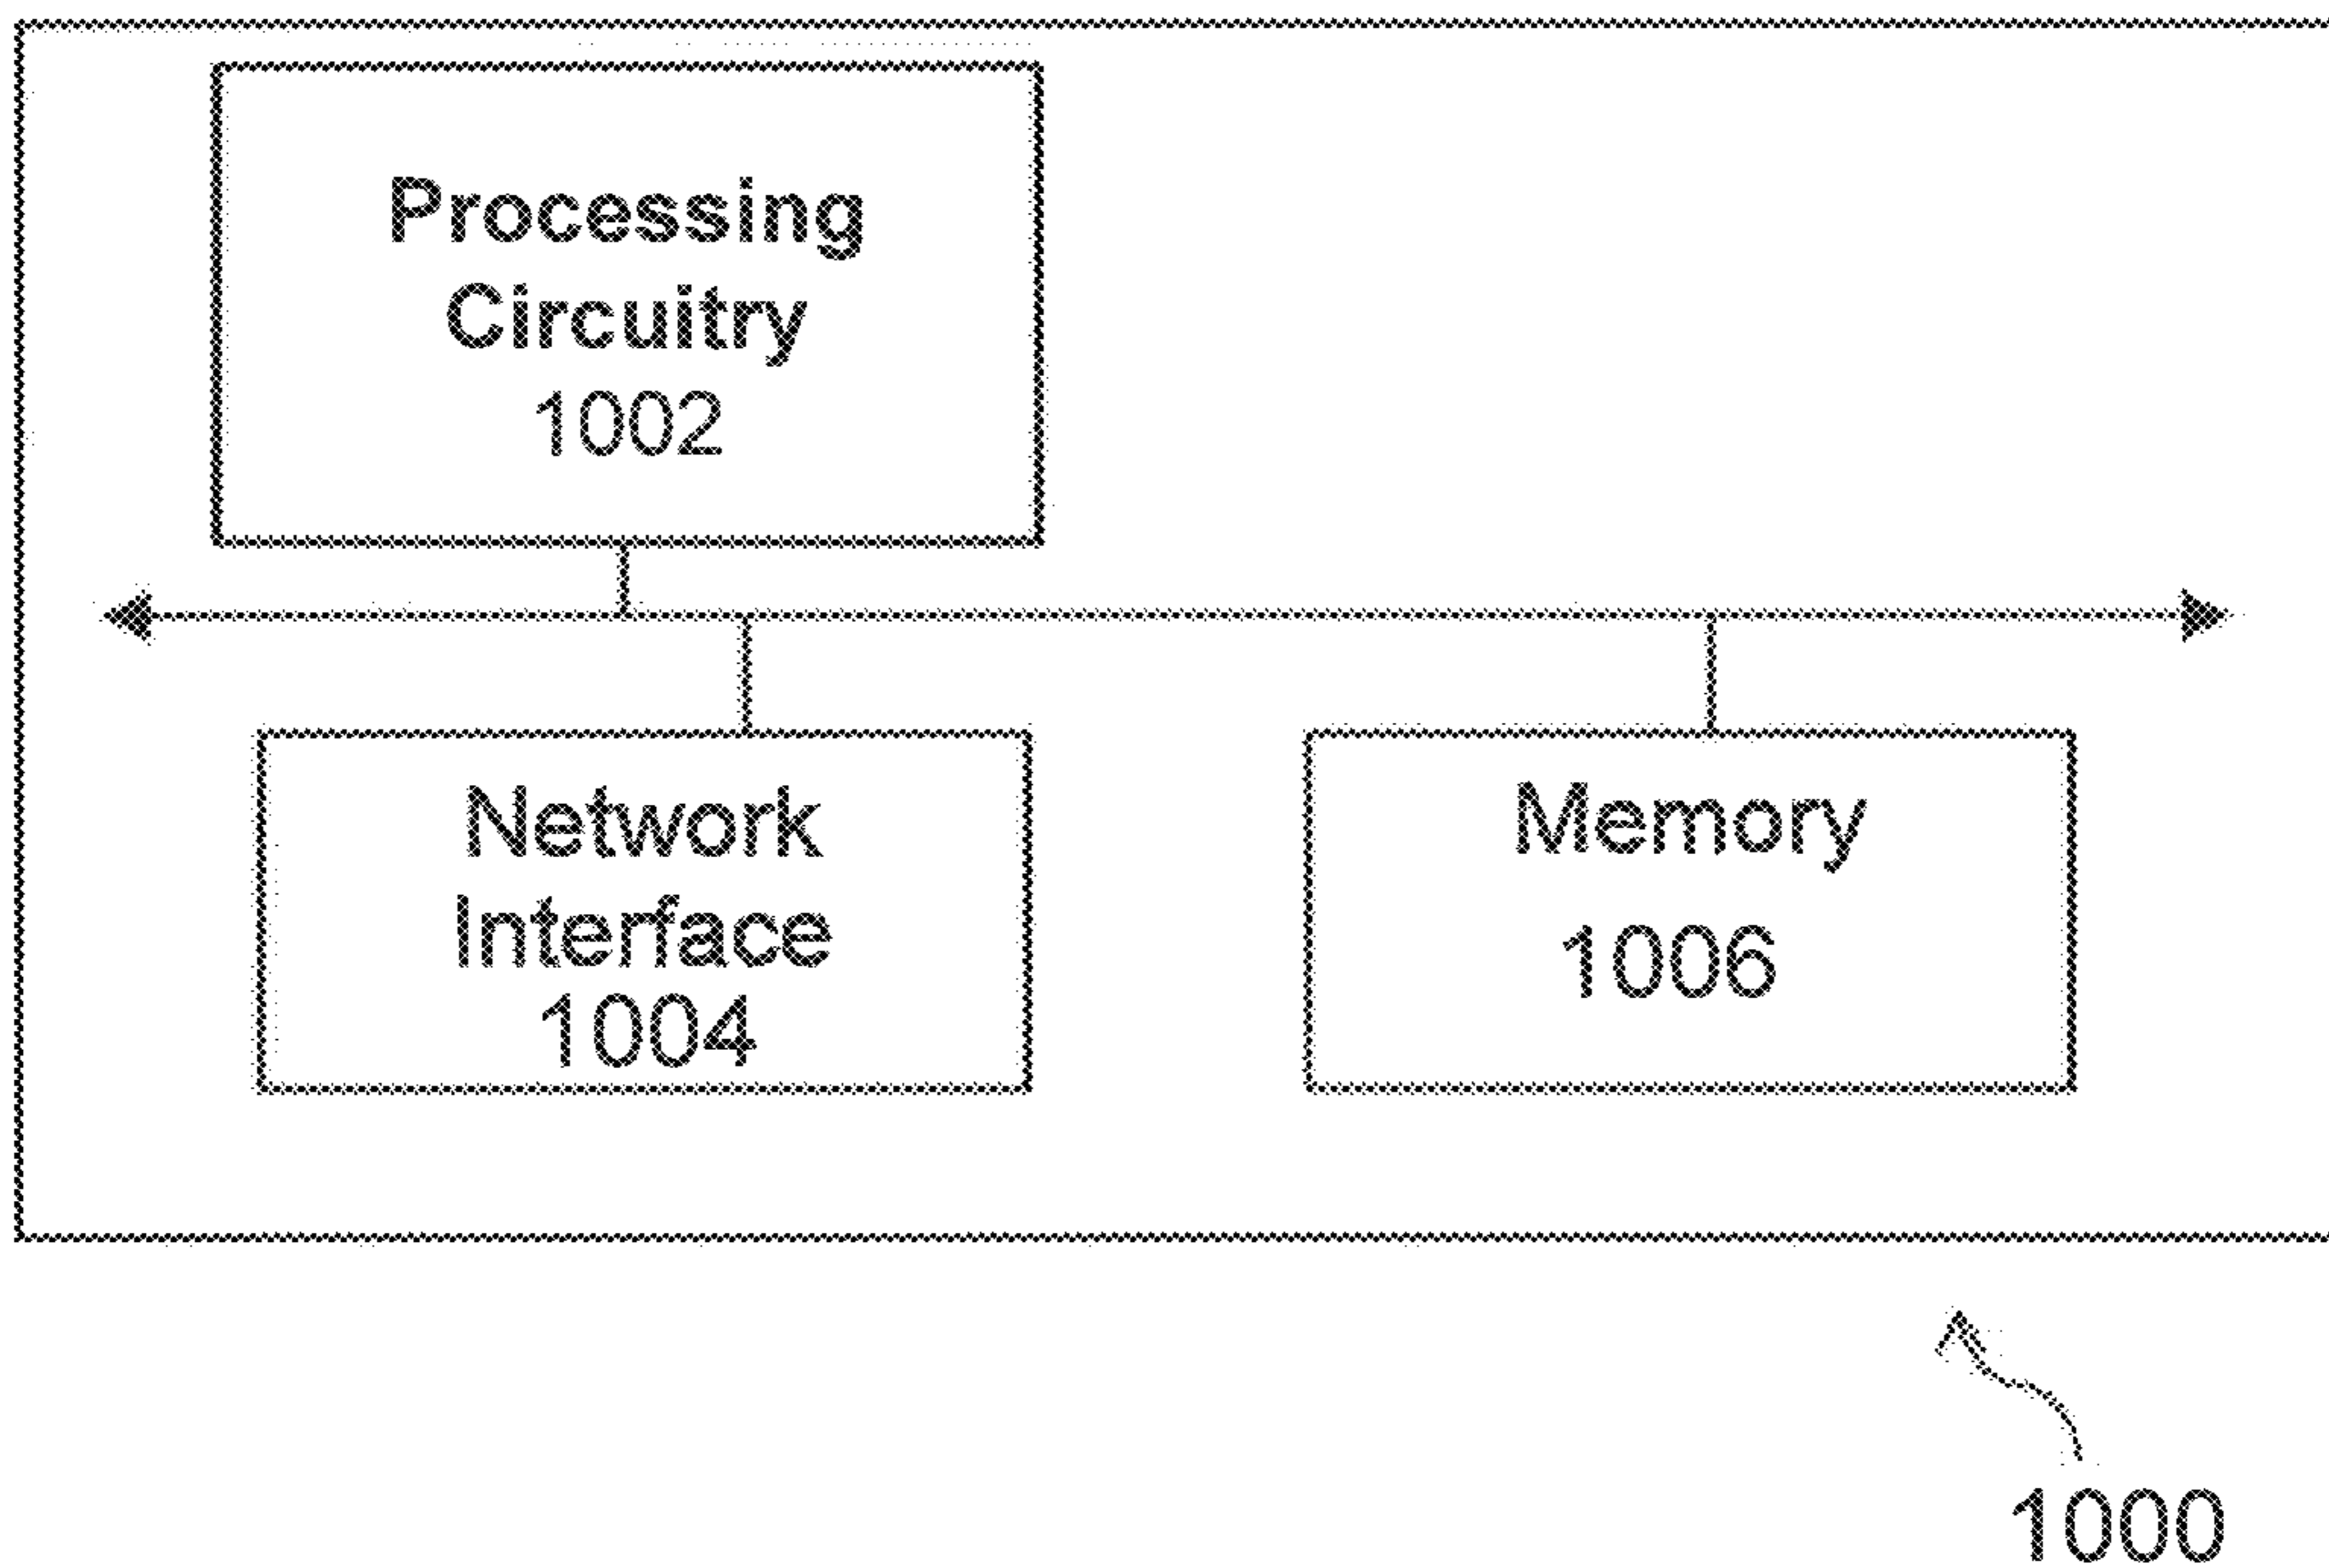 Processing
Circuitry
1002
Network
Interface
1004
Memory
1006
1000